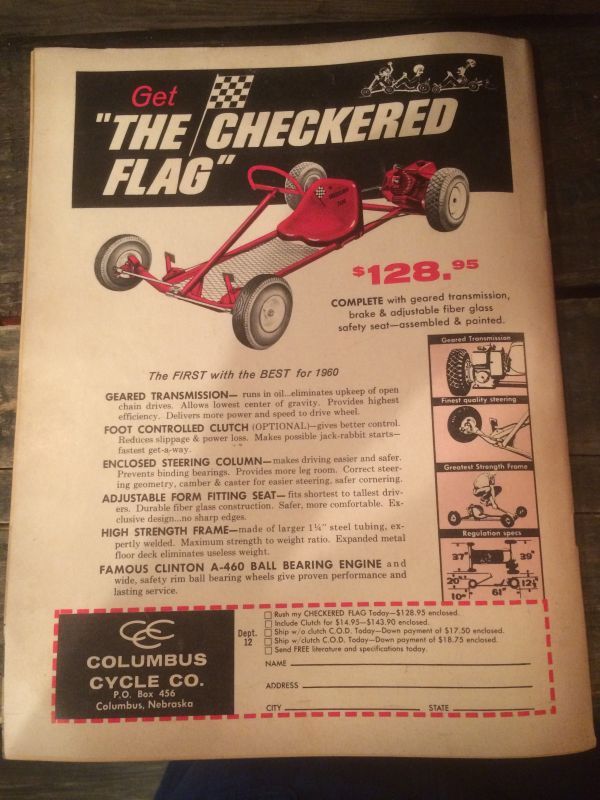 Get
"THE CHECKERED
FLAG"
$128.95
COMPLETE with geared transmission,
brake & adjustable fiber glass
safety seat—assembled & painted.
The FIRST with the BEST for 1960
GEARED TRANSMISSION— runs in oil...eliminates upkeep of open
chain drives. Allows lowest center of gravity. Provides highest
efficiency. Delivers more power and speed to drive wheel.
FOOT CONTROLLED CLUTCH (OPTIONAL)—gives better control.
Reduces slippage & power loss. Makes possible jack-rabbit starts—
fastest get-a-way.
ENCLOSED STEERING COLUMN—makes driving easier and safer.
Prevents binding bearings. Provides more leg room. Correct steer-
ing geometry, camber & caster for easier steering, safer cornering.
ADJUSTABLE FORM FITTING SEAT— fits shortest to tallest driv-
ers. Durable fiber glass construction. Safer, more comfortable. Ex-
clusive design...no sharp edges.
HIGH STRENGTH FRAME—made of larger 1¼" steel tubing, ex-
pertly welded. Maximum strength to weight ratio. Expanded metal
floor deck eliminates useless weight.
FAMOUS CLINTON A-460 BALL BEARING ENGINE and
wide, safety rim ball bearing wheels give proven performance and
lasting service.
Geared Transmission
Finest quality steering
Greatest Strength Frame
Regulation specs
37" 39"
20" 12½
10" 61"
CCC
COLUMBUS
CYCLE CO.
P.O. Box 456
Columbus, Nebraska
Dept.
12
Rush my CHECKERED FLAG Today—$128.95 enclosed.
Include Clutch for $14.95—$143.90 enclosed.
Ship w/o clutch C.O.D. Today—Down payment of $17.50 enclosed.
Ship w/clutch C.O.D. Today—Down payment of $18.75 enclosed.
Send FREE literature and specifications today.
NAME
ADDRESS
CITY STATE